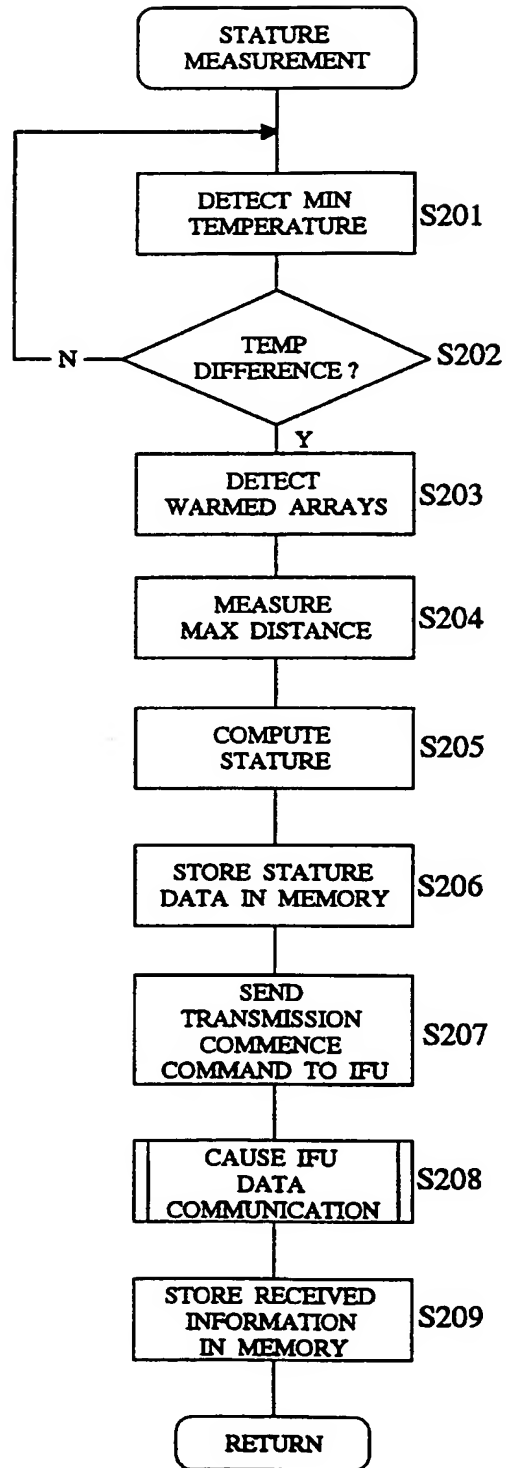 STATURE
MEASUREMENT
DETECT MIN
TEMPERATURE
S201
TEMP
DIFFERENCE ?
S202
N
Y
DETECT
WARMED ARRAYS
S203
MEASURE
MAX DISTANCE
S204
COMPUTE
STATURE
S205
STORE STATURE
DATA IN MEMORY
S206
SEND
TRANSMISSION
COMMENCE
COMMAND TO IFU
S207
CAUSE IFU
DATA
COMMUNICATION
S208
STORE RECEIVED
INFORMATION
IN MEMORY
S209
RETURN